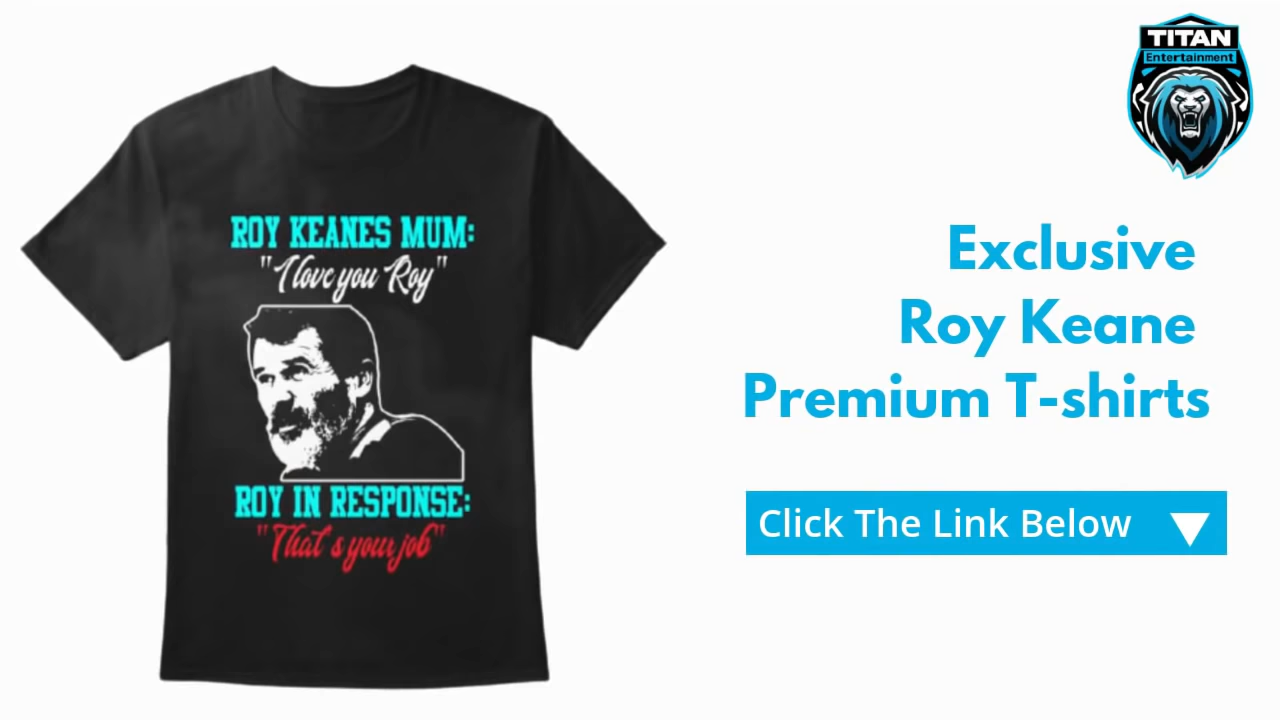 ROY KEANES MUM:
"I love you Roy"
ROY IN RESPONSE:
"That's your job"
TITAN
Entertainment
Exclusive
Roy Keane
Premium T-shirts
Click The Link Below